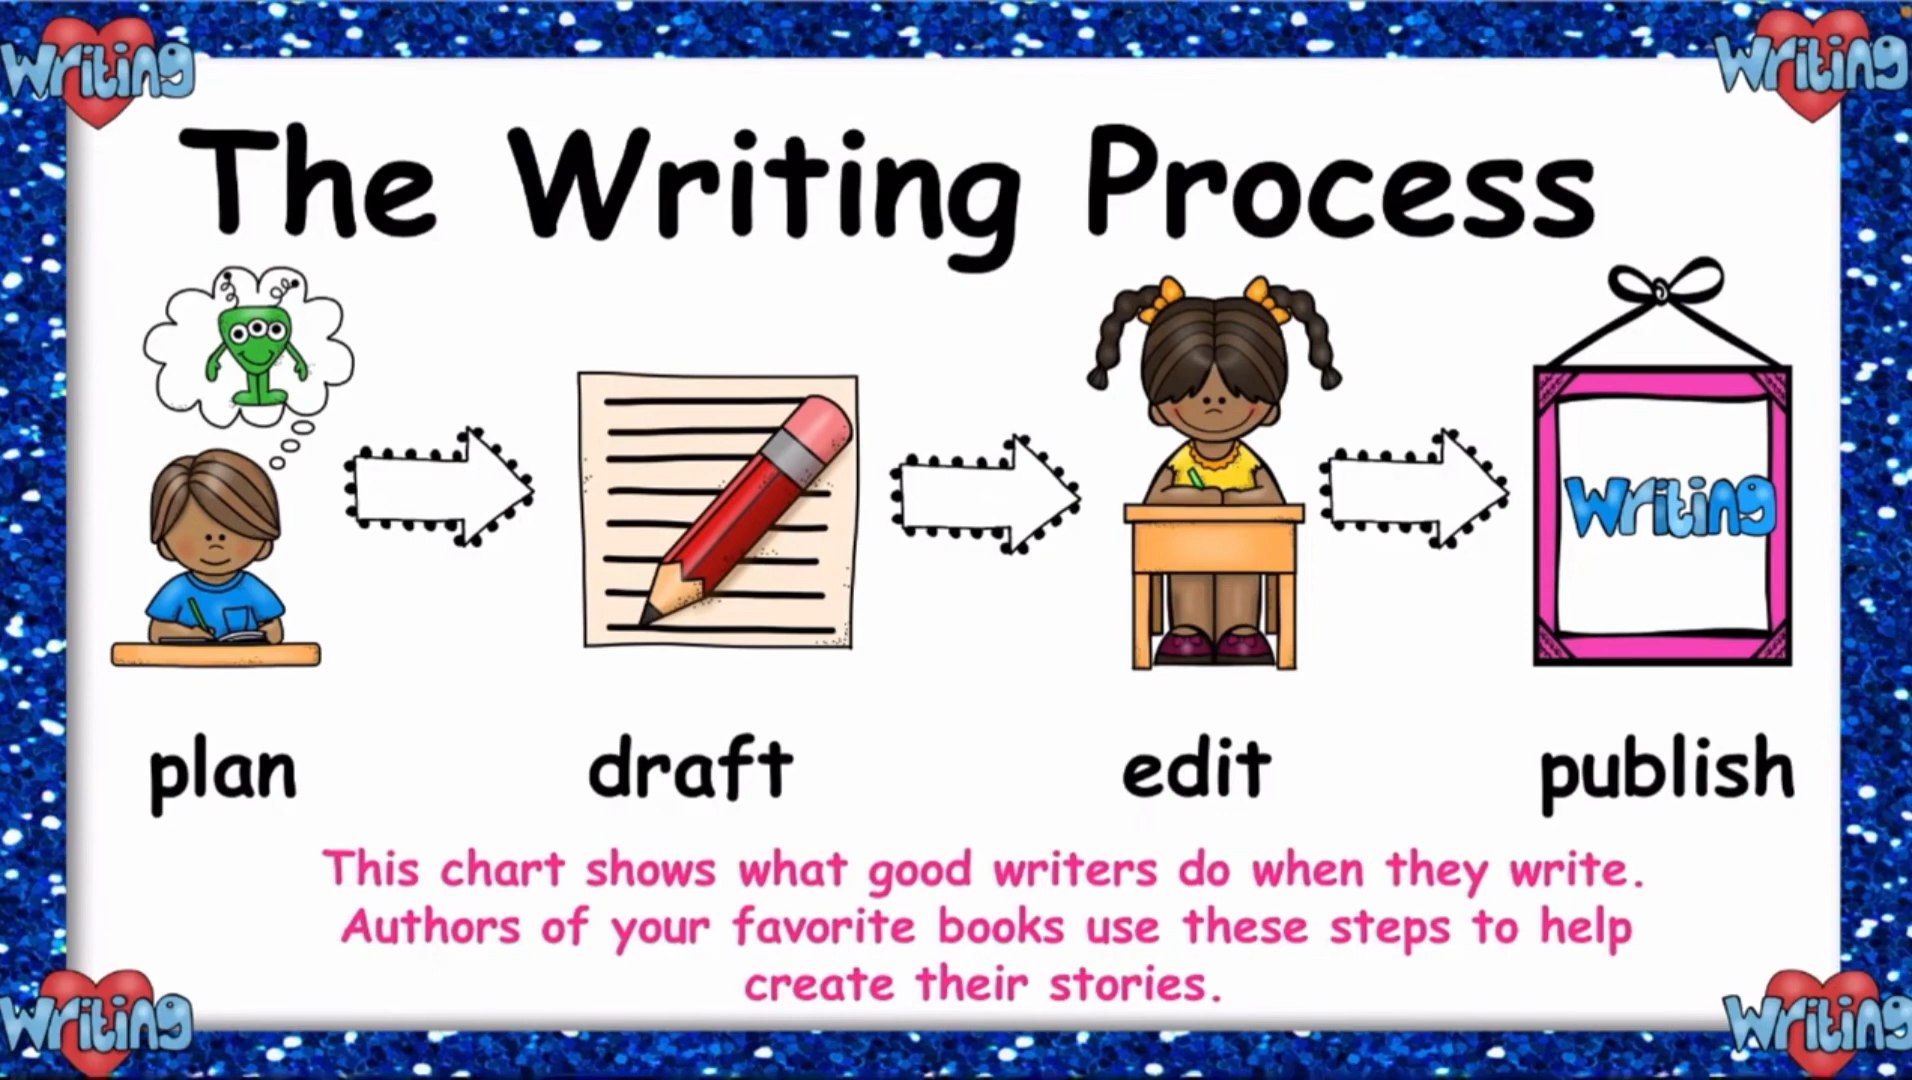 Writing
Writing
The Writing Process
Writing
plan
draft
edit
publish
This chart shows what good writers do when they write.
Authors of your favorite books use these steps to help
create their stories.
Writing
Writing